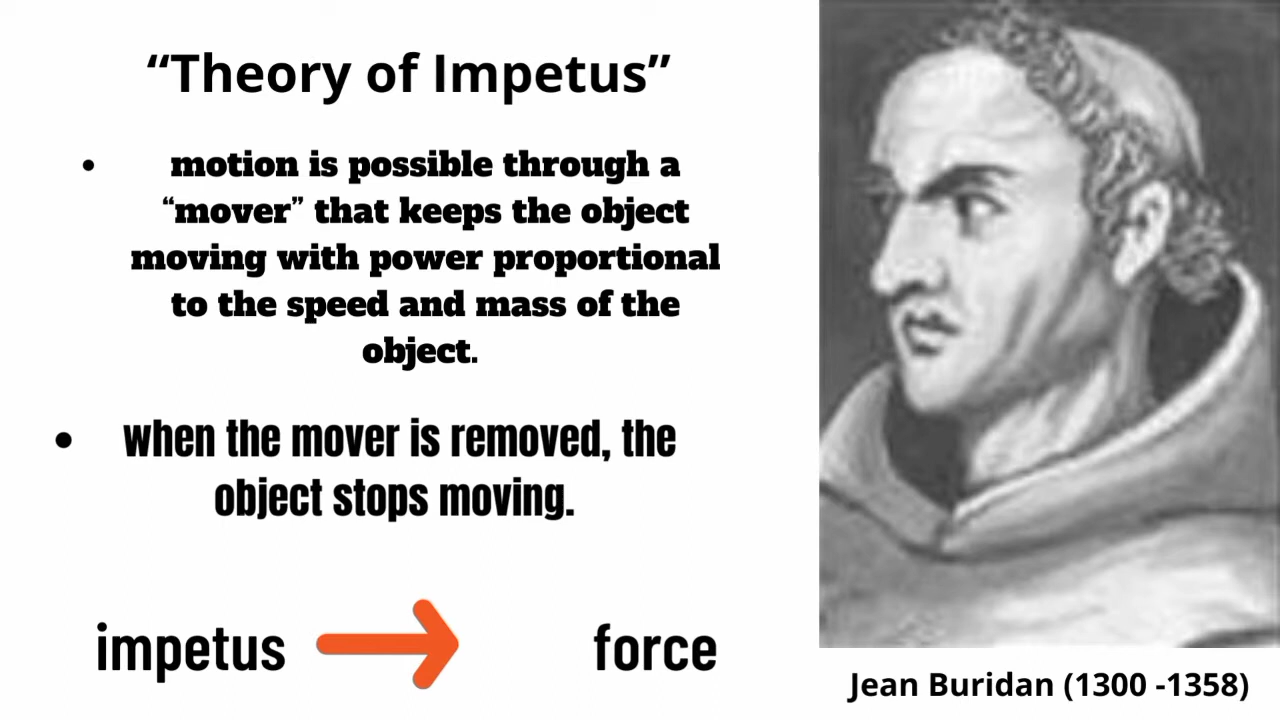 “Theory of Impetus”
• motion is possible through a
“mover” that keeps the object
moving with power proportional
to the speed and mass of the
object.
• when the mover is removed, the
object stops moving.
impetus → force
Jean Buridan (1300 -1358)